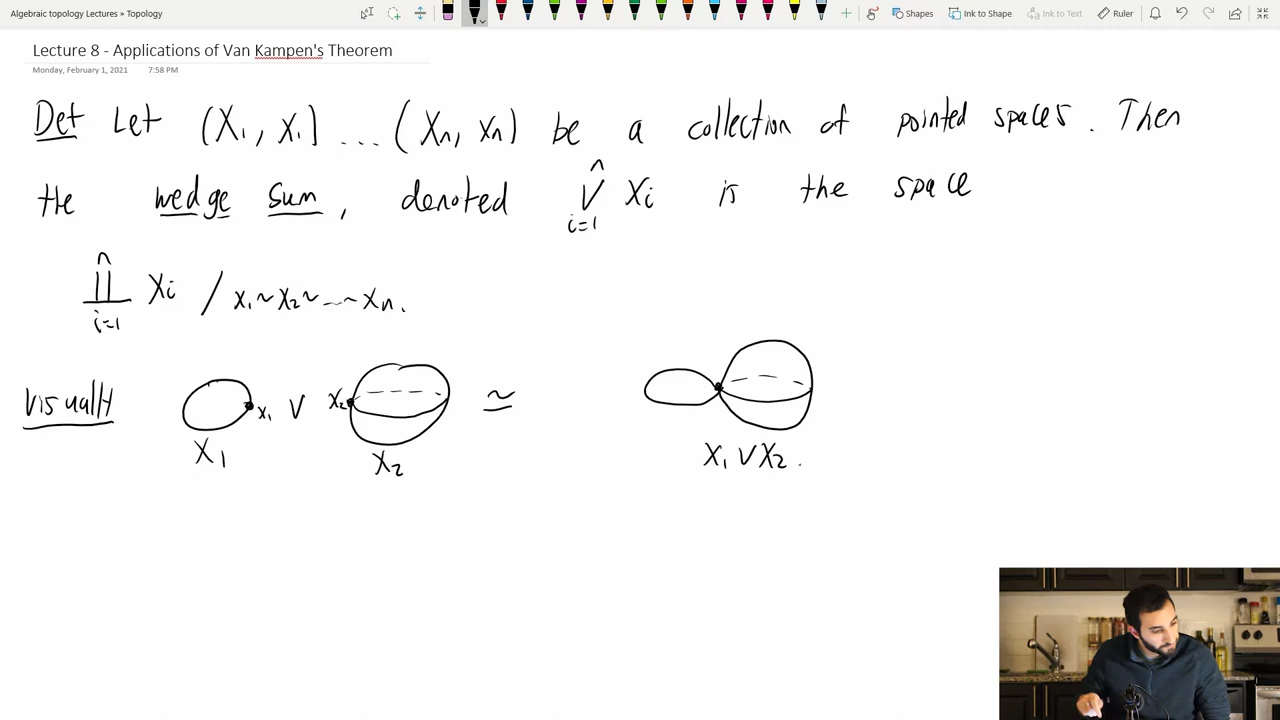 Algebraic topology Lectures » Topology
Shapes Ink to Shape Ink to Text Ruler
Lecture 8 - Applications of Van Kampen's Theorem
Monday, February 1, 2021 7:58 PM
Def Let (X₁, x₁) ... (Xₙ, xₙ) be a collection of pointed spaces. Then
the wedge sum, denoted ⋁ᵢ₌₁ⁿ Xᵢ is the space
∐ᵢ₌₁ⁿ Xᵢ / x₁~x₂~...~xₙ.
visually x₁ ∨ x₂ ≃
X₁ X₂ X₁ ∨ X₂.